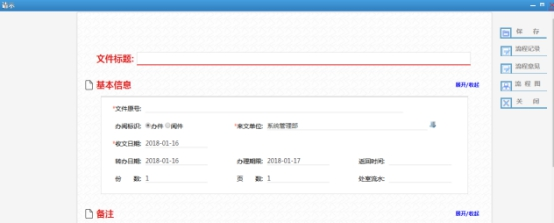 请示
保 存
文件标题:
流程记录
流程意见
基本信息 展开/收起
流 程 图
关 闭
*文件原号:
办阅标识: 办件 阅件 *来文单位: 系统管理部
*收文日期: 2018-01-16
转办日期: 2018-01-16 办理期限: 2018-01-17 返回时间:
份 数: 1 页 数: 1 处室流水:
备注 展开/收起